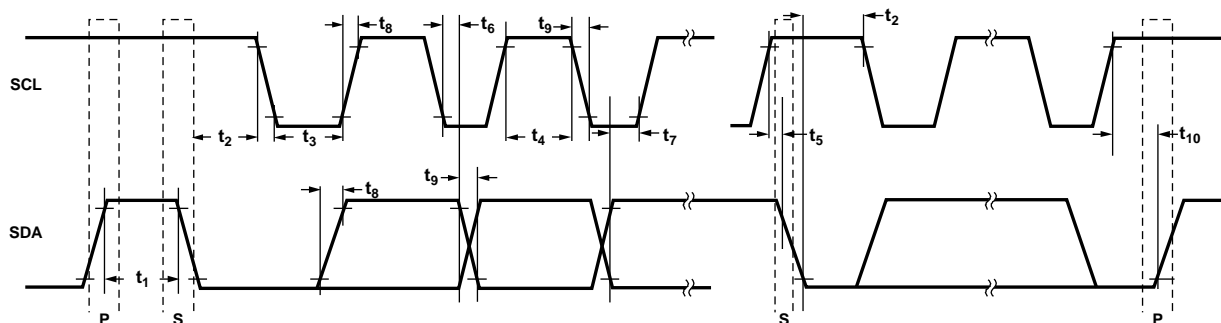 t8 t6 t9 t2
SCL
t2 t3 t4 t7 t5 t10
t9 t8
SDA
t1
P S S P